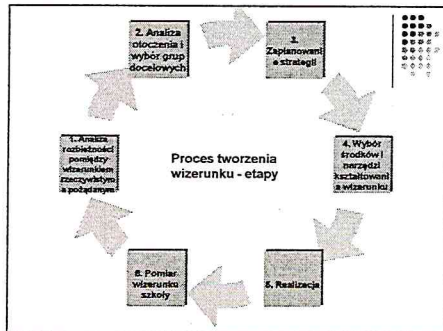 2. Analiza
otoczenia i
wybór grup
docelowych
3.
Zaplanowani
e strategii
1. Analiza
rozbieżności
pomiędzy
wizerunkiem
rzeczywistym
a pożądanym
Proces tworzenia
wizerunku - etapy
4. Wybór
środków i
narzędzi
kształtowani
a wizerunku
6. Pomiar
wizerunku
szkoły
5. Realizacja